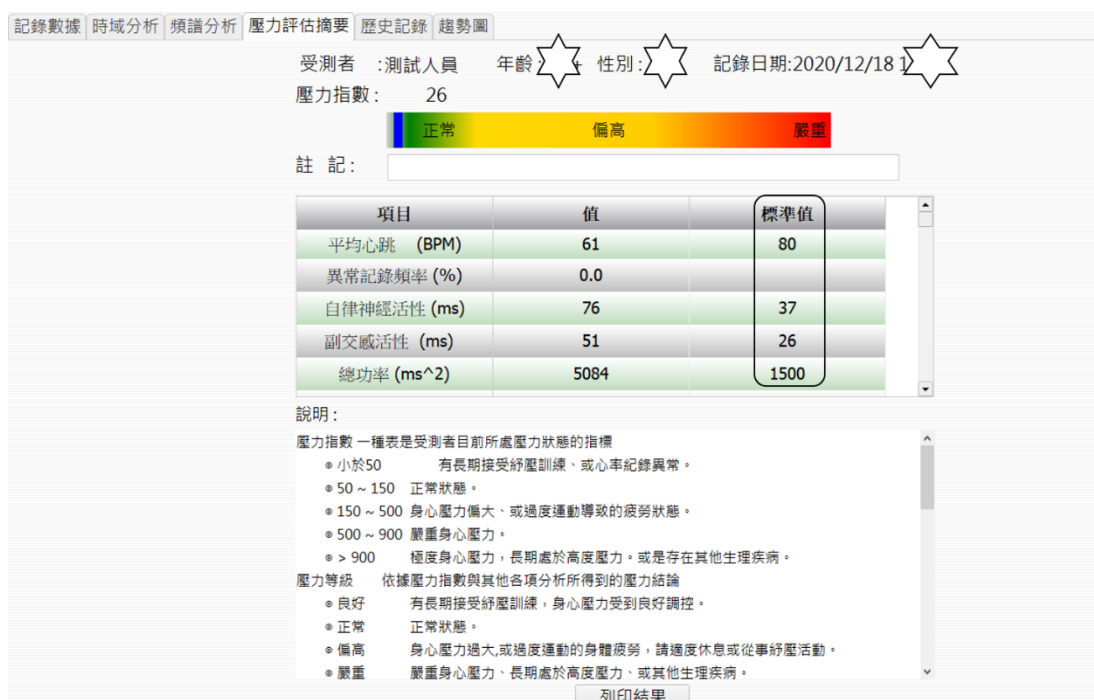 記錄數據 時域分析 頻譜分析 壓力評估摘要 歷史記錄 趨勢圖
受測者 :測試人員 年齡: 性別: 記錄日期:2020/12/18 1
壓力指數: 26
正常 偏高 嚴重
註 記:
項目 值 標準值
平均心跳 (BPM) 61 80
異常記錄頻率 (%) 0.0
自律神經活性 (ms) 76 37
副交感活性 (ms) 51 26
總功率 (ms^2) 5084 1500
說明:
壓力指數 一種表是受測者目前所處壓力狀態的指標
◎ 小於50 有長期接受紓壓訓練、或心率紀錄異常。
◎ 50 ~ 150 正常狀態。
◎ 150 ~ 500 身心壓力偏大、或過度運動導致的疲勞狀態。
◎ 500 ~ 900 嚴重身心壓力。
◎ > 900 極度身心壓力,長期處於高度壓力。或是存在其他生理疾病。
壓力等級 依據壓力指數與其他各項分析所得到的壓力結論
◎ 良好 有長期接受紓壓訓練,身心壓力受到良好調控。
◎ 正常 正常狀態。
◎ 偏高 身心壓力過大,或過度運動的身體疲勞,請適度休息或從事紓壓活動。
◎ 嚴重 嚴重身心壓力、長期處於高度壓力、或其他生理疾病。
列印結果